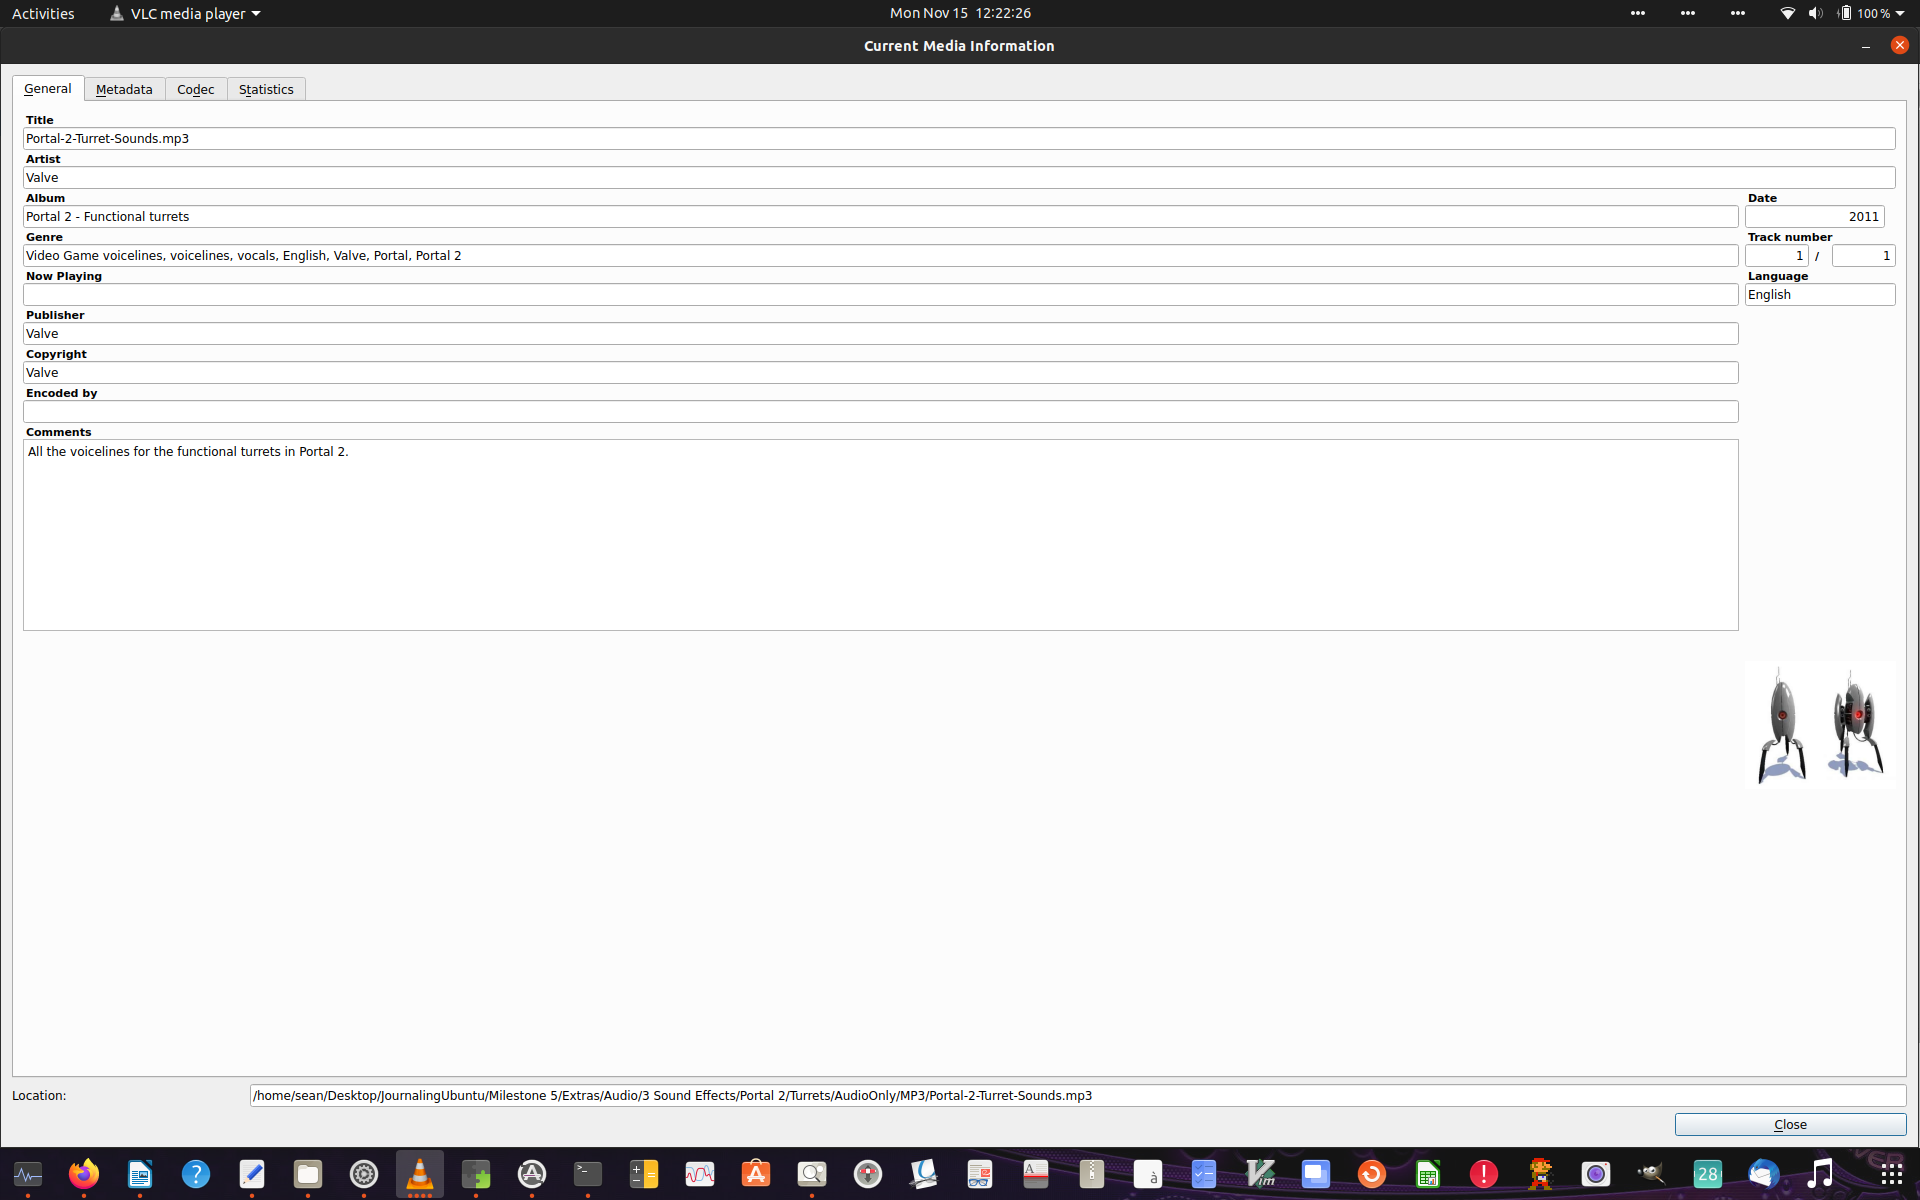 Activities VLC media player Mon Nov 15 12:22:26 100 %
Current Media Information
General Metadata Codec Statistics
Title
Portal-2-Turret-Sounds.mp3
Artist
Valve
Album Date
Portal 2 - Functional turrets 2011
Genre Track number
Video Game voicelines, voicelines, vocals, English, Valve, Portal, Portal 2 1 / 1
Now Playing Language
English
Publisher
Valve
Copyright
Valve
Encoded by
Comments
All the voicelines for the functional turrets in Portal 2.
Location: /home/sean/Desktop/JournalingUbuntu/Milestone 5/Extras/Audio/3 Sound Effects/Portal 2/Turrets/AudioOnly/MP3/Portal-2-Turret-Sounds.mp3
Close
? >_ A à Vim ! 28